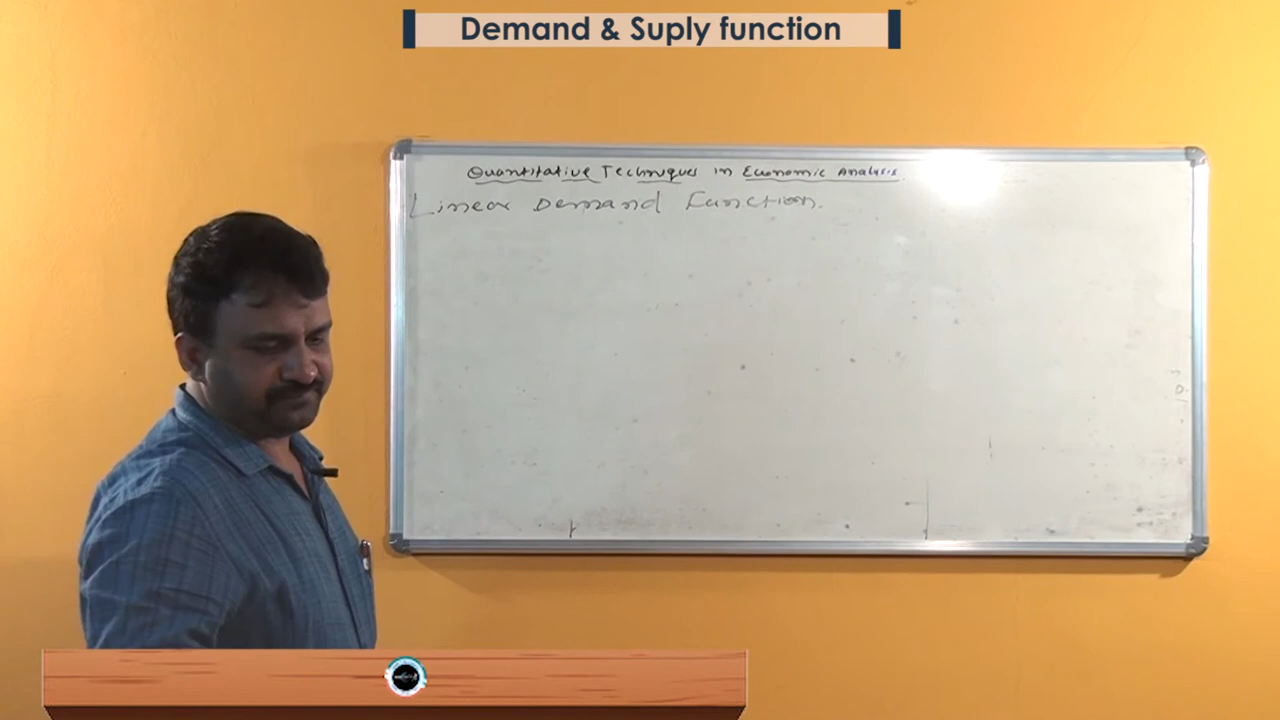 Demand & Suply function
Quantitative Techniques in Economic Analysis.
Linear Demand Function.